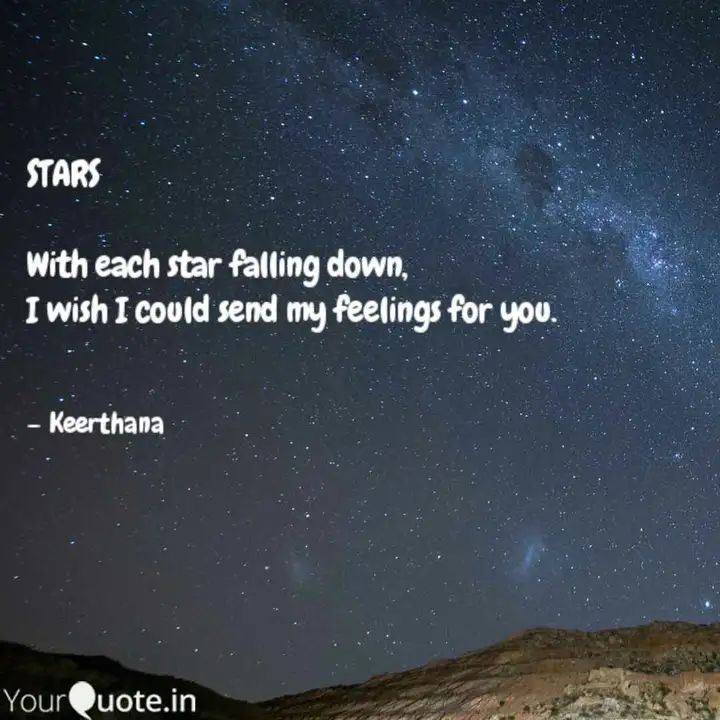 STARS
With each star falling down,
I wish I could send my feelings for you.
- Keerthana
YourQuote.in